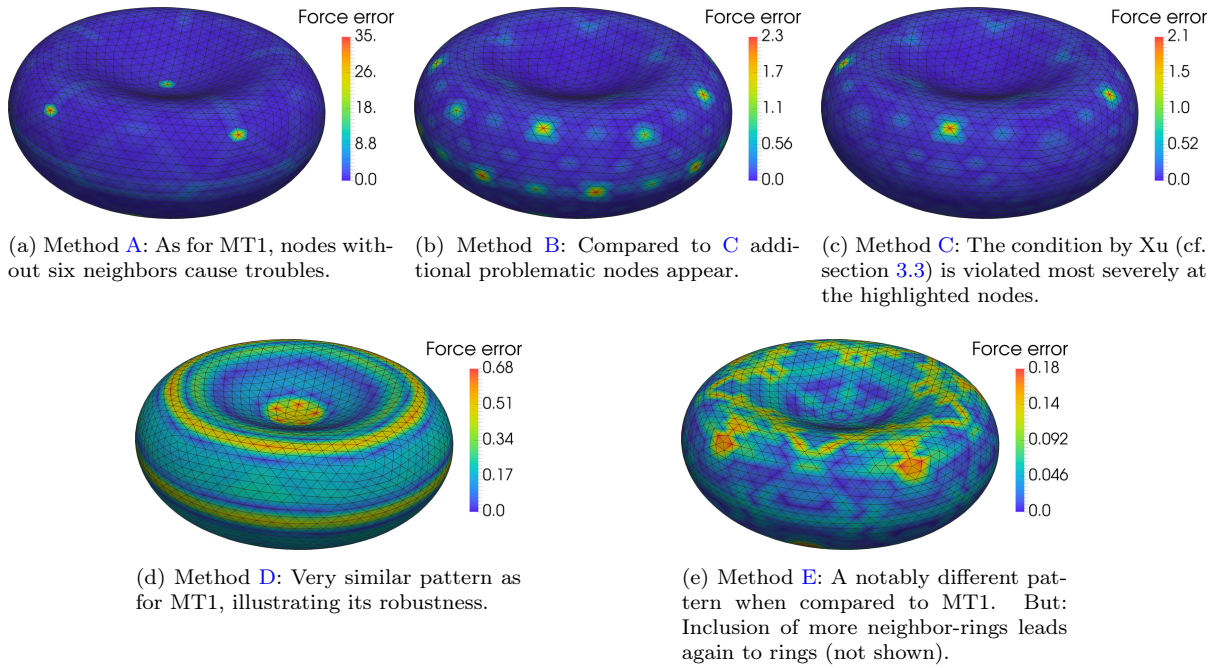 Force error
35.
26.
18.
8.8
0.0
(a) Method A: As for MT1, nodes with-
out six neighbors cause troubles.
Force error
2.3
1.7
1.1
0.56
0.0
(b) Method B: Compared to C addi-
tional problematic nodes appear.
Force error
2.1
1.6
1.0
0.52
0.0
(c) Method C: The condition by Xu (cf.
section 3.3) is violated most severely at
the highlighted nodes.
Force error
0.68
0.51
0.34
0.17
0.0
(d) Method D: Very similar pattern as
for MT1, illustrating its robustness.
Force error
0.18
0.14
0.092
0.046
0.0
(e) Method E: A notably different pat-
tern when compared to MT1. But:
Inclusion of more neighbor-rings leads
again to rings (not shown).